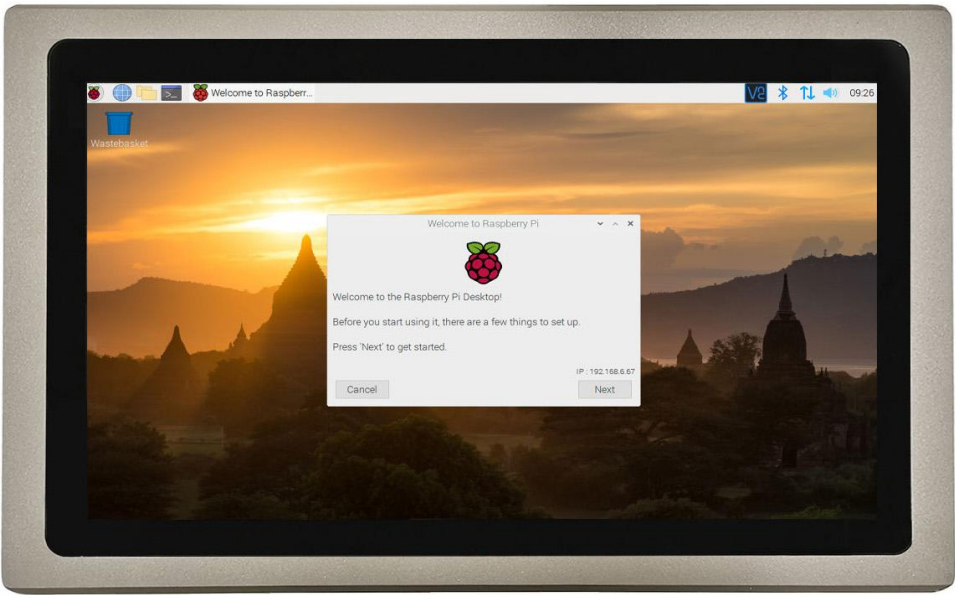 Welcome to Raspberr...
V2
09:26
Wastebasket
Welcome to Raspberry Pi
Welcome to the Raspberry Pi Desktop!
Before you start using it, there are a few things to set up.
Press 'Next' to get started.
IP : 192.168.6.67
Cancel
Next